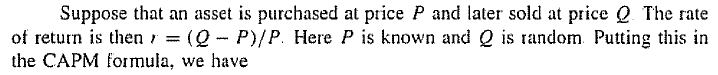 Suppose that an asset is purchased at price P and later sold at price Q. The rate
of return is then r = (Q − P)/P. Here P is known and Q is random. Putting this in
the CAPM formula, we have